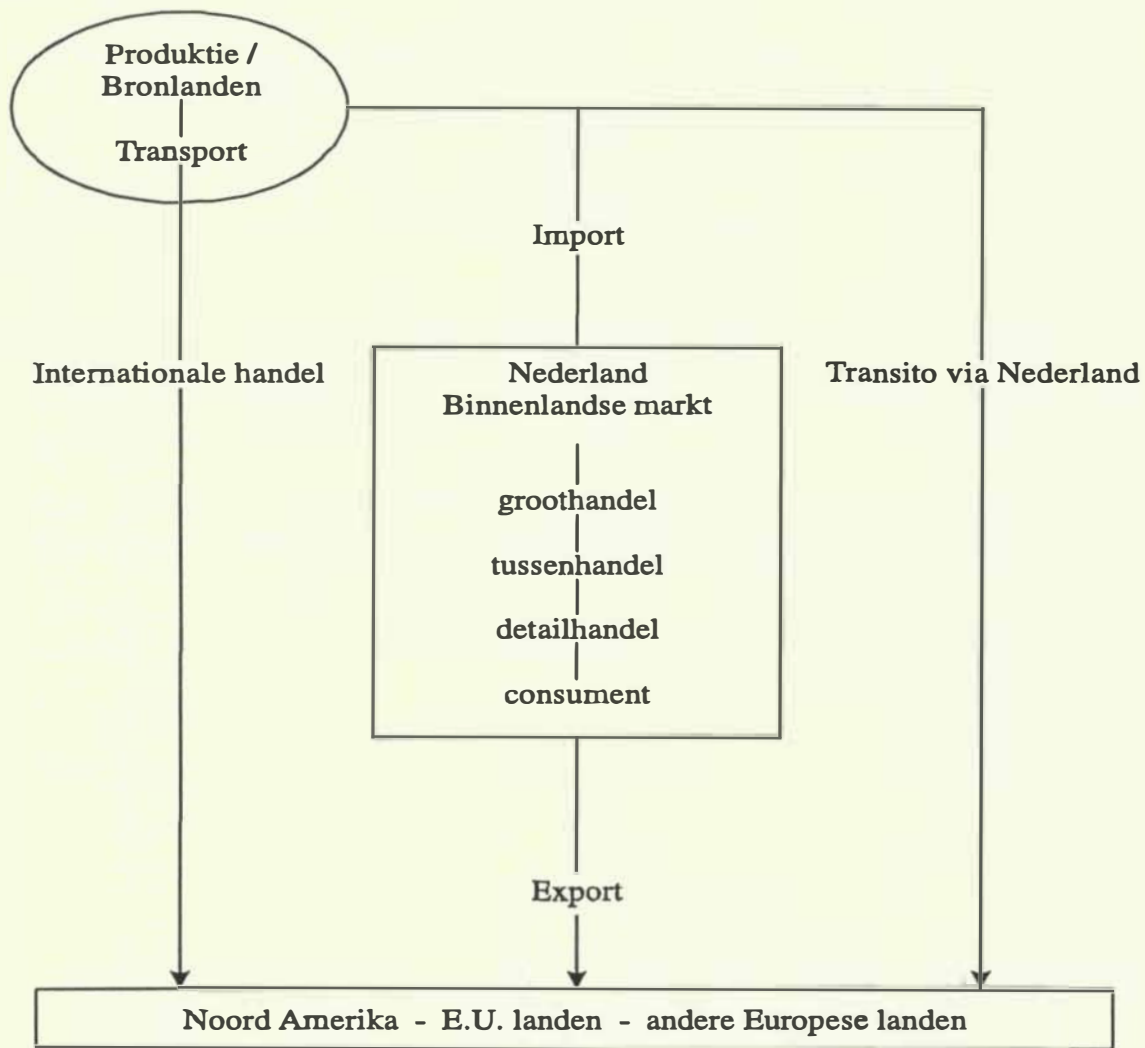 Produktie /
Bronlanden
Transport
Import
Internationale handel
Nederland
Binnenlandse markt
Transito via Nederland
groothandel
tussenhandel
detailhandel
consument
Export
Noord Amerika - E.U. landen - andere Europese landen